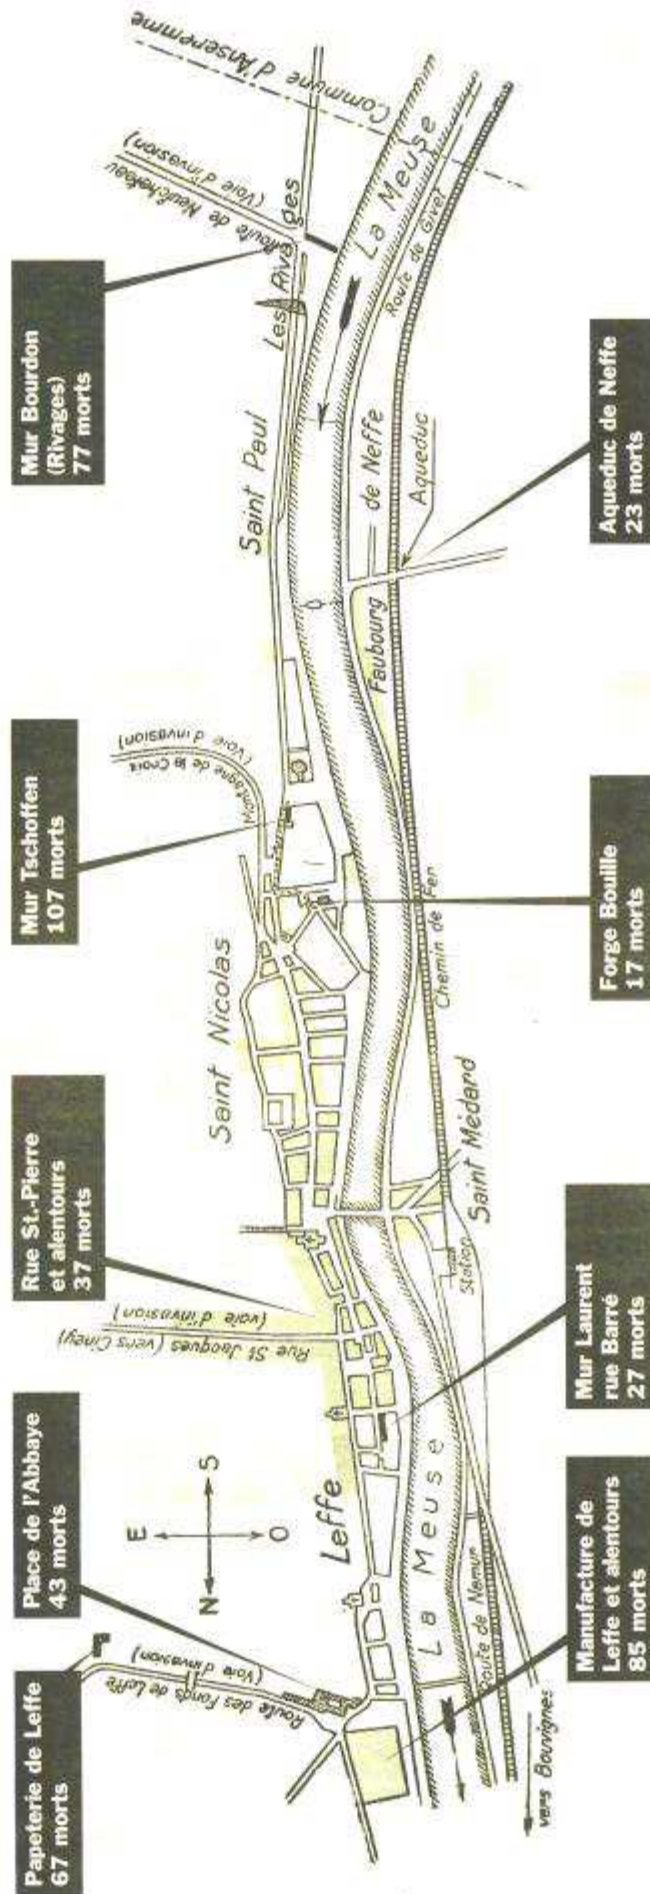 Papeterie de Leffe
67 morts
Place de l'Abbaye
43 morts
Rue St.-Pierre
et alentours
37 morts
Mur Tschoffen
107 morts
Mur Bourdon
(Rivages)
77 morts
Route des Fonds de Leffe
(Voie d'invasion)
E
N
S
O
Rue St Jacques (vers Ciney)
(voie d'invasion)
Leffe
Saint Nicolas
Montagne de la Croix
(Voie d'invasion)
Saint Paul
Les Rivages
Route de Neufchateau
(Voie d'invasion)
Commune d'Anseremme
La Meuse
Route de Givet
Faubourg de Neffe
Aqueduc
Chemin de Fer
Saint Médard
Station
La Meuse
Route de Namur
vers Bouvignes
Manufacture de
Leffe et alentours
85 morts
Mur Laurent
rue Barré
27 morts
Forge Bouille
17 morts
Aqueduc de Neffe
23 morts